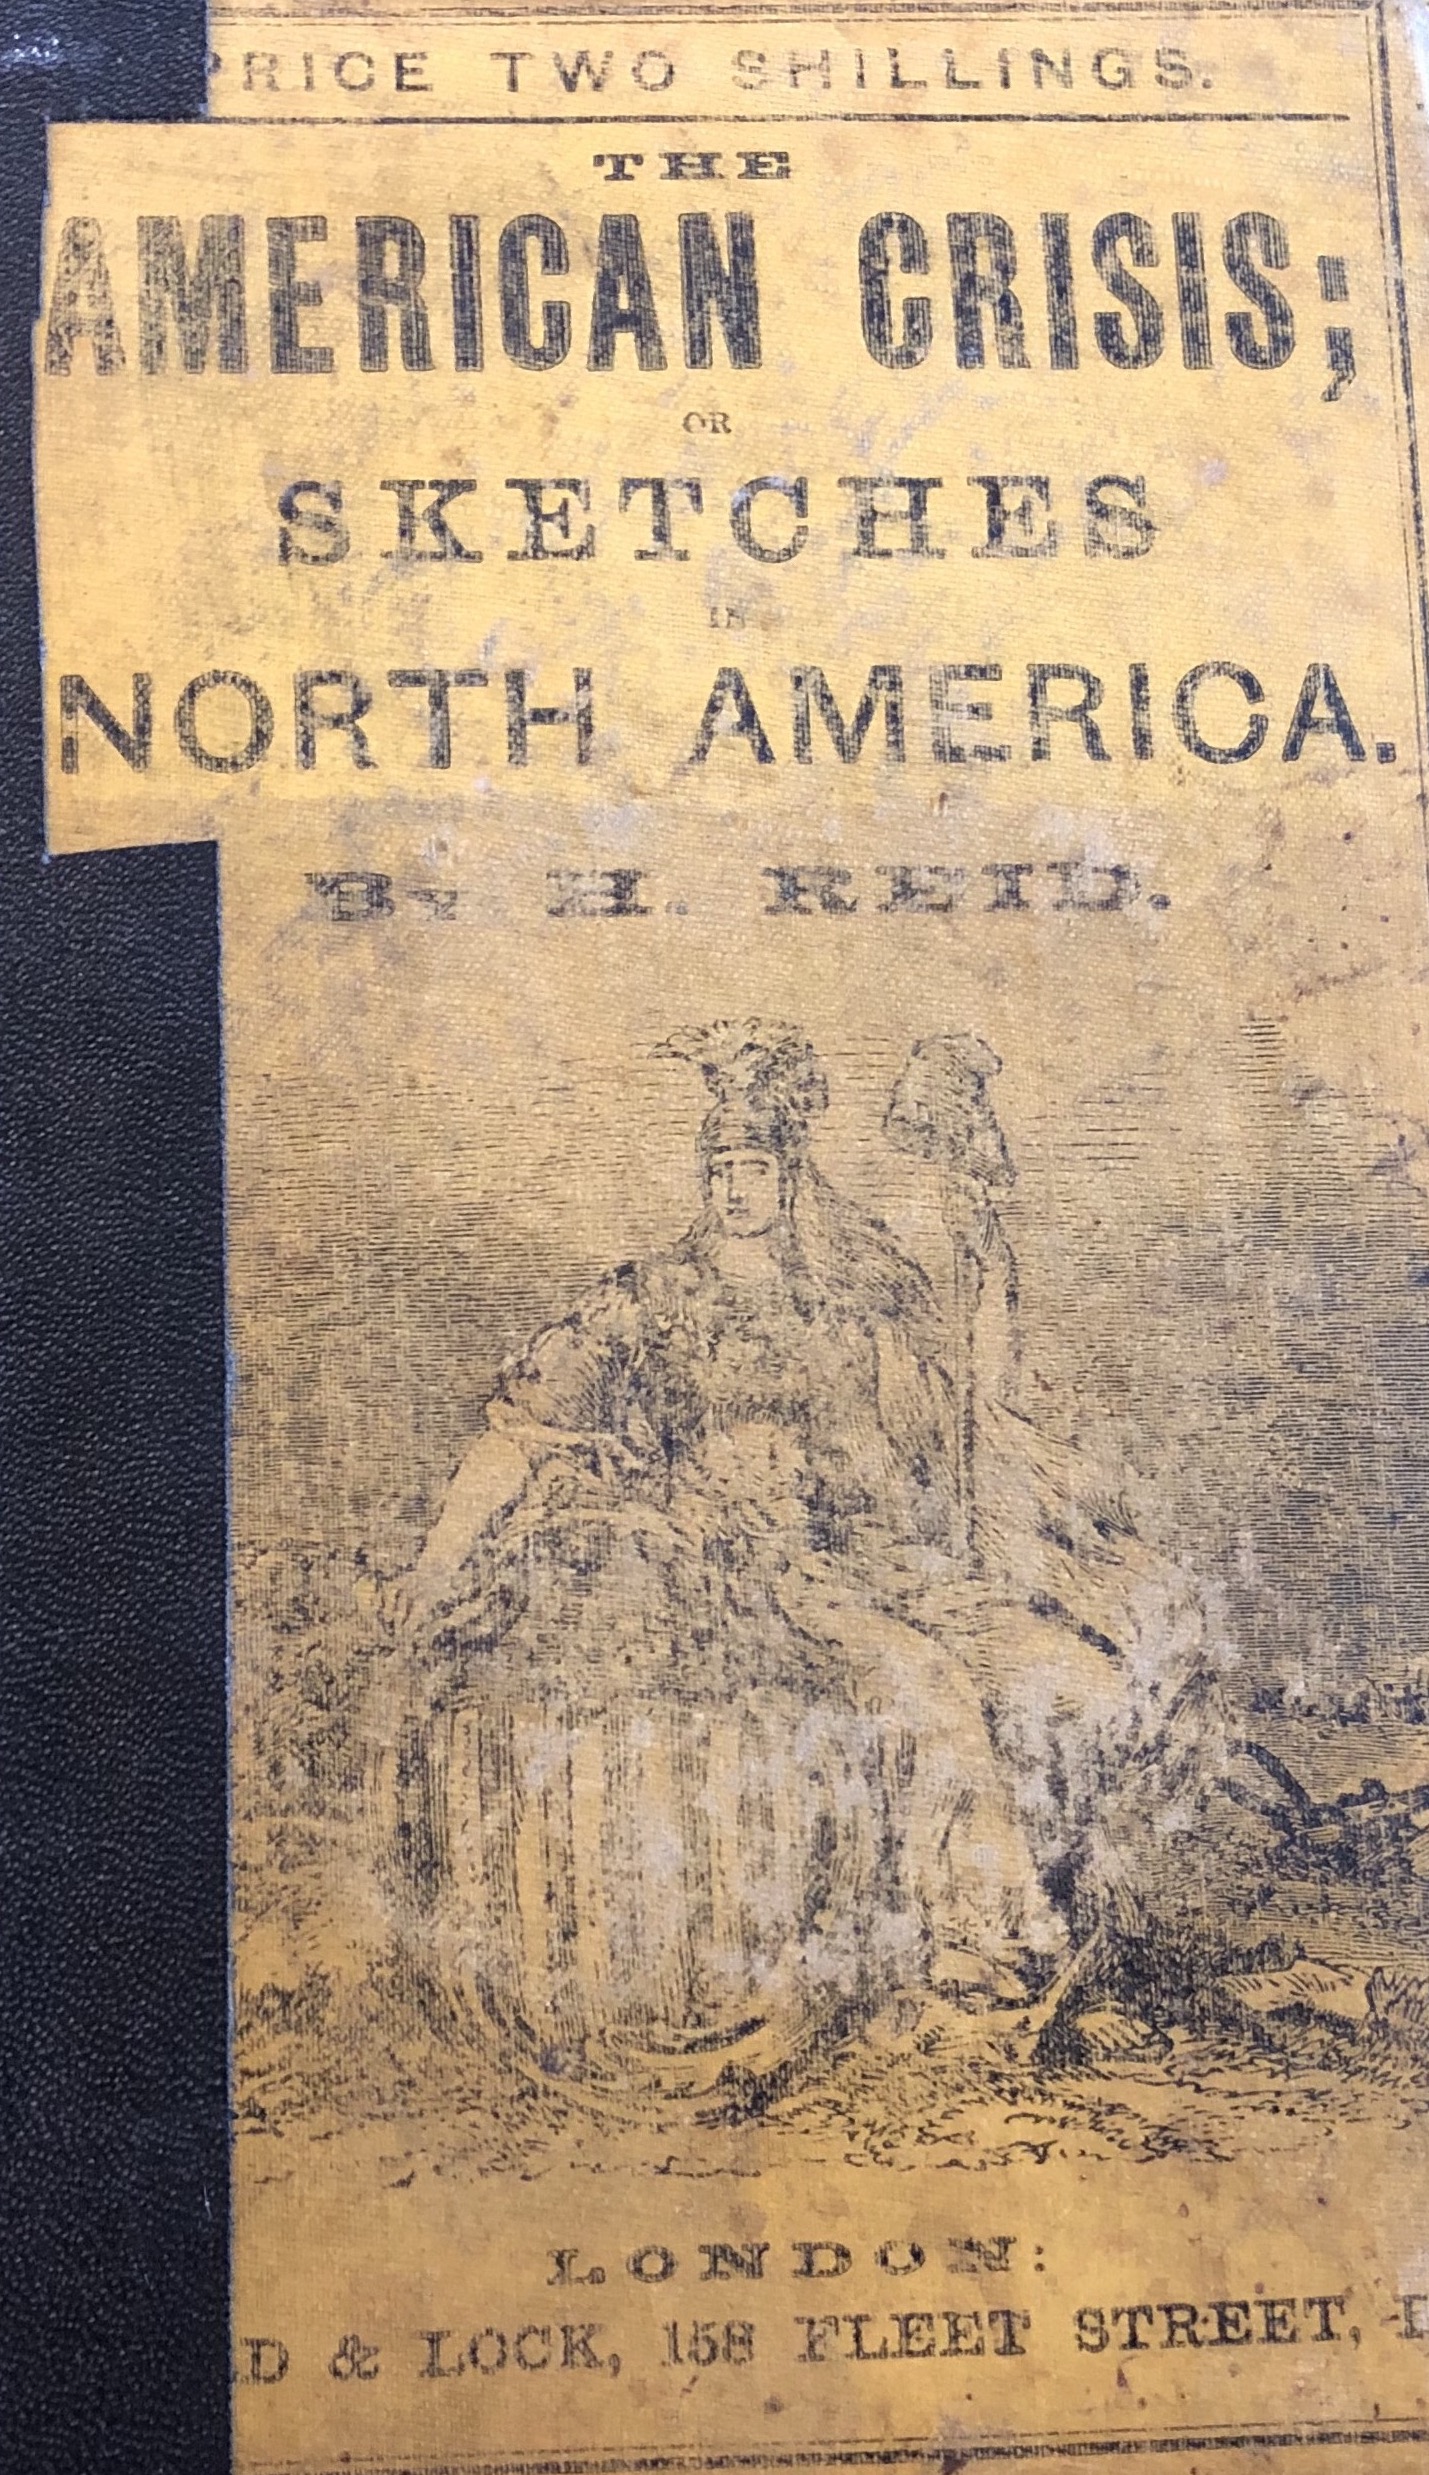 PRICE TWO SHILLINGS.
THE
AMERICAN CRISIS;
OR
SKETCHES
IN
NORTH AMERICA.
BY H. REID.
LONDON:
D & LOCK, 158 FLEET STREET,